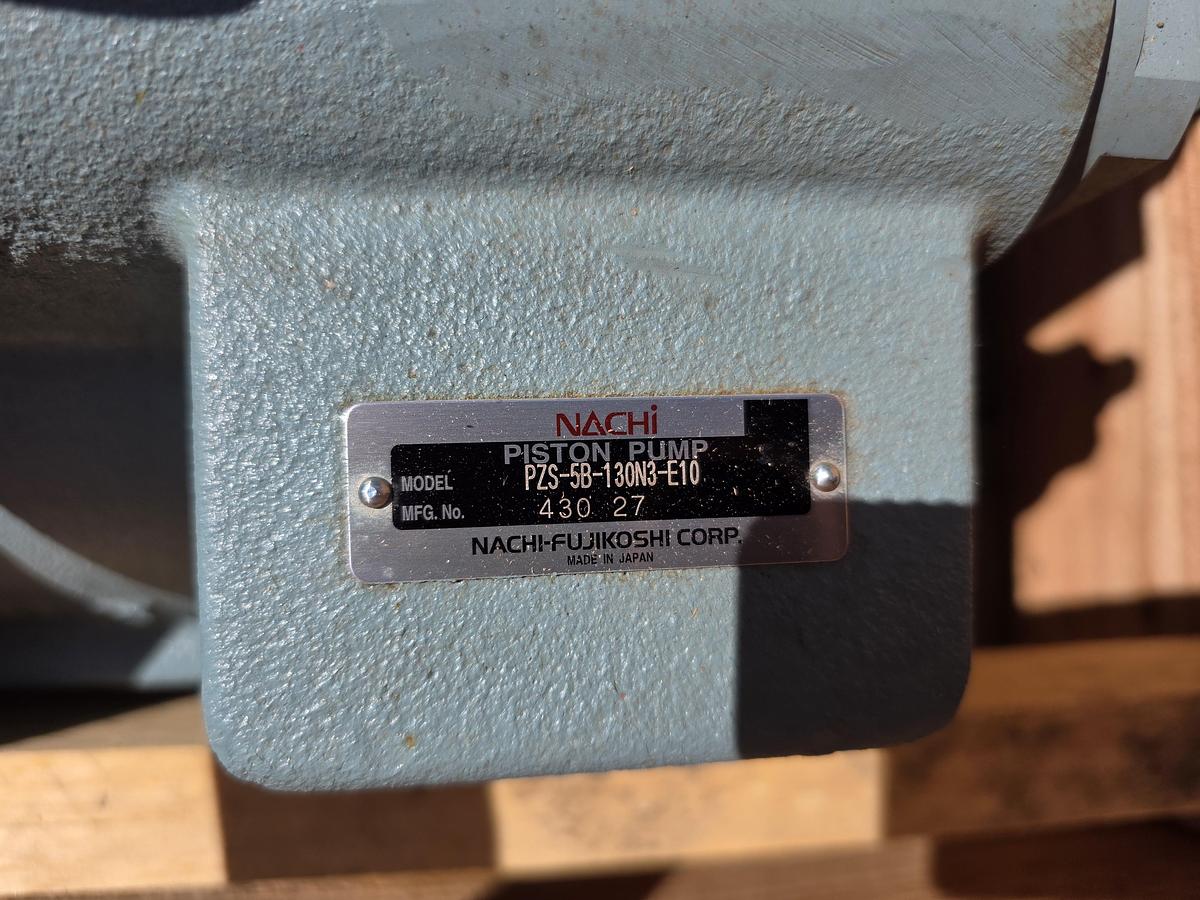 NACHi
PISTON PUMP
MODEL PZS-5B-130N3-E10
MFG. No. 430 27
NACHI-FUJIKOSHI CORP.
MADE IN JAPAN